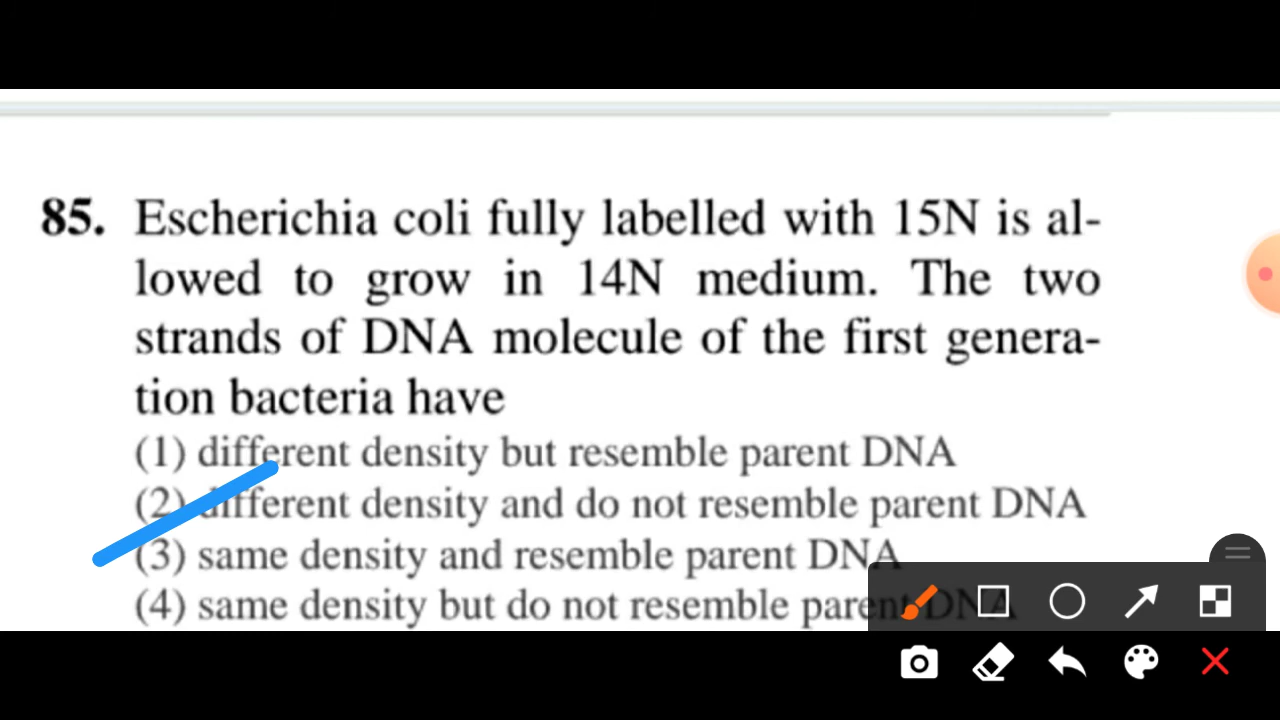 85. Escherichia coli fully labelled with 15N is al-
lowed to grow in 14N medium. The two
strands of DNA molecule of the first genera-
tion bacteria have
(1) different density but resemble parent DNA
(2) different density and do not resemble parent DNA
(3) same density and resemble parent DNA
(4) same density but do not resemble parent DNA